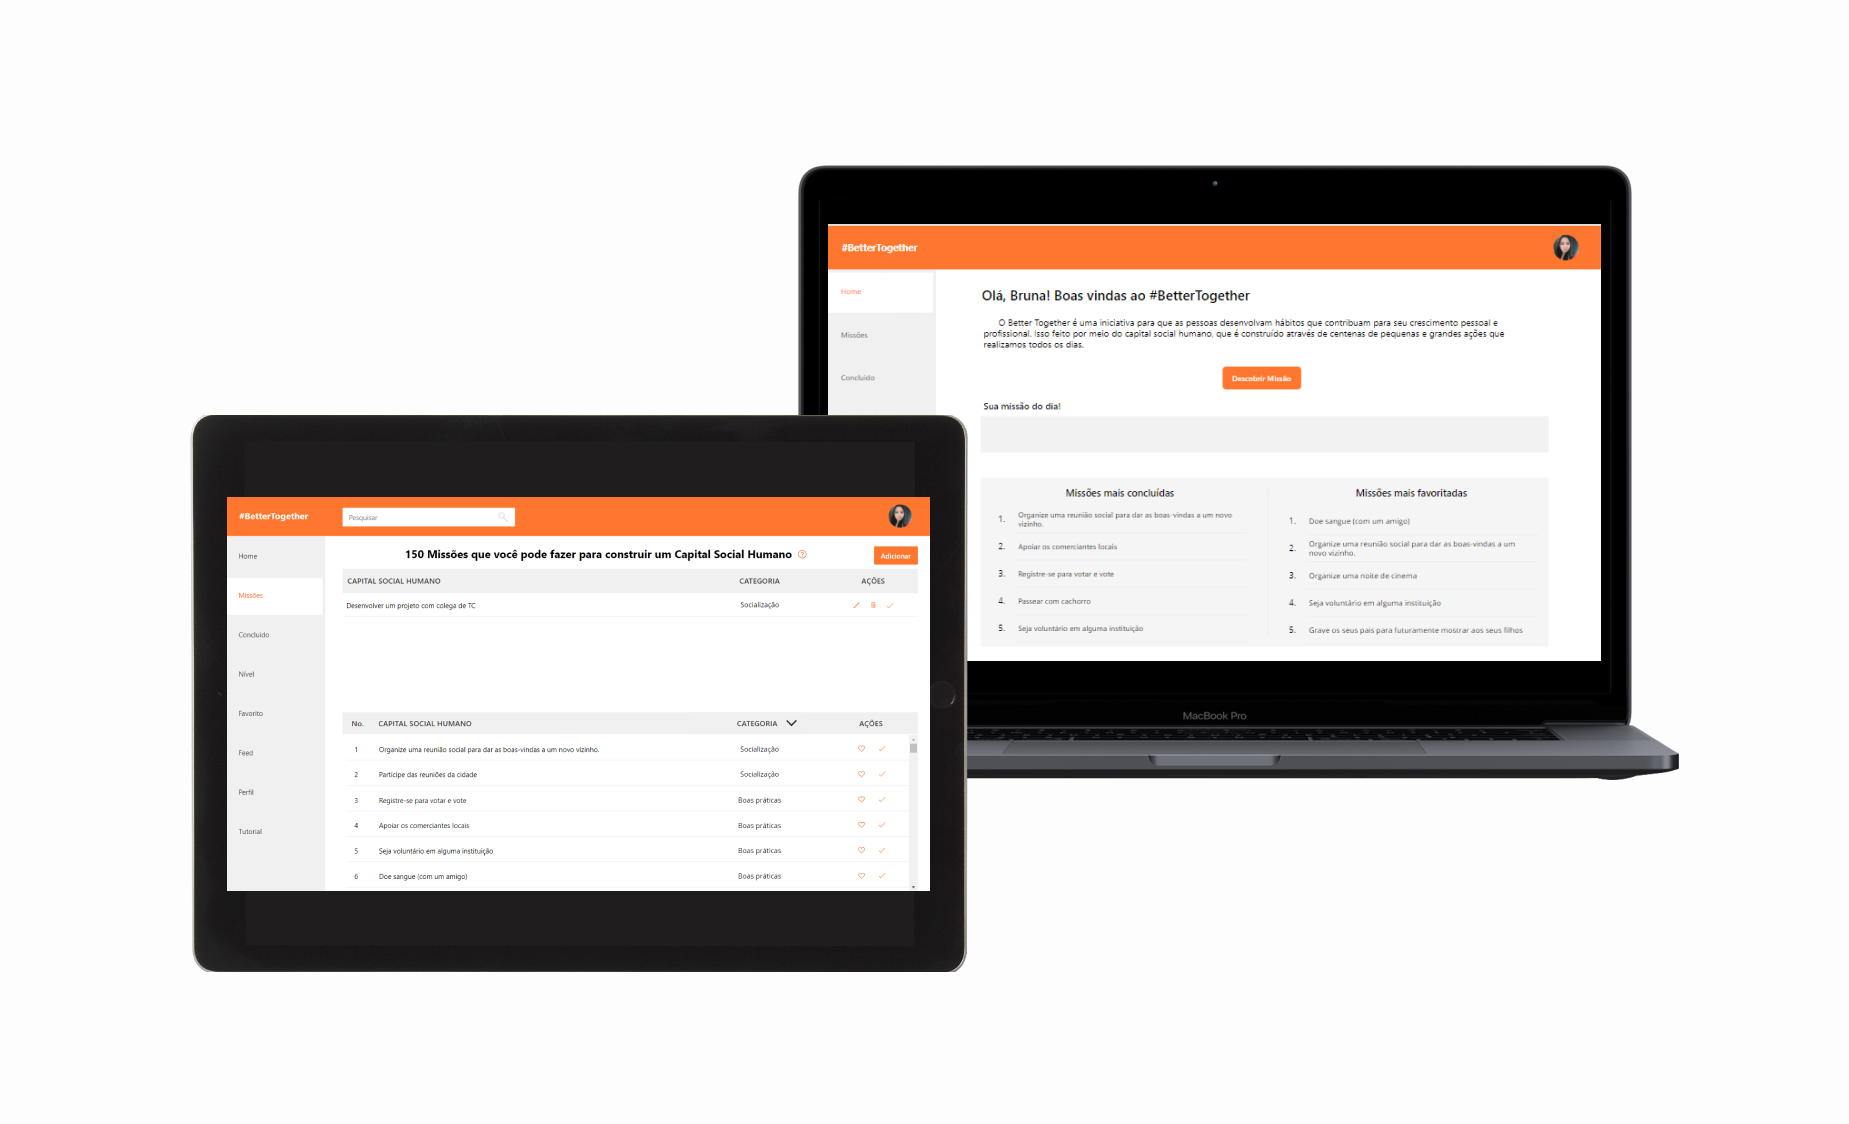 #BetterTogether
Home
Missões
Concluído
Olá, Bruna! Boas vindas ao #BetterTogether
O Better Together é uma iniciativa para que as pessoas desenvolvam hábitos que contribuam para seu crescimento pessoal e
profissional. Isso feito por meio do capital social humano, que é construído através de centenas de pequenas e grandes ações que
realizamos todos os dias.
Descobrir Missão
Sua missão do dia!
Missões mais concluídas
1. Organize uma reunião social para dar as boas-vindas a um novo
vizinho.
2. Apoiar os comerciantes locais
3. Registre-se para votar e vote
4. Passear com cachorro
5. Seja voluntário em alguma instituição
Missões mais favoritadas
1. Doe sangue (com um amigo)
2. Organize uma reunião social para dar as boas-vindas a um
novo vizinho.
3. Organize uma noite de cinema
4. Seja voluntário em alguma instituição
5. Grave os seus pais para futuramente mostrar aos seus filhos
MacBook Pro
#BetterTogether
Pesquisar
Home
Missões
Concluído
Nível
Favorito
Feed
Perfil
Tutorial
150 Missões que você pode fazer para construir um Capital Social Humano ?
Adicionar
CAPITAL SOCIAL HUMANO CATEGORIA AÇÕES
Desenvolver um projeto com colega de TC Socialização
No. CAPITAL SOCIAL HUMANO CATEGORIA AÇÕES
1 Organize uma reunião social para dar as boas-vindas a um novo vizinho. Socialização
2 Participe das reuniões da cidade Socialização
3 Registre-se para votar e vote Boas práticas
4 Apoiar os comerciantes locais Boas práticas
5 Seja voluntário em alguma instituição Boas práticas
6 Doe sangue (com um amigo) Boas práticas